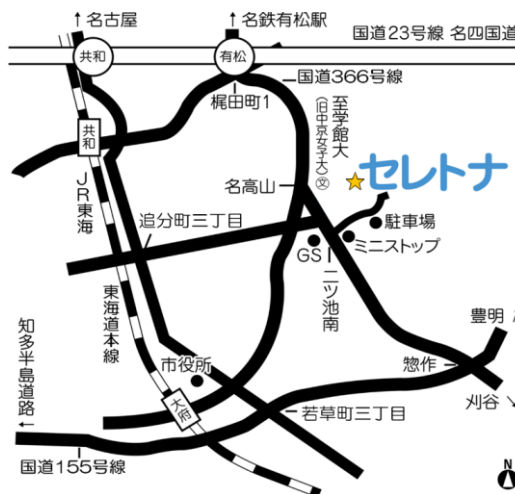 ↑名古屋
↑名鉄有松駅
国道23号線 名四国道
共和
有松
国道366号線
梶田町1
至学館大
(旧中京女子大)
文
共和
JR東海
名高山
セレトナ
追分町三丁目
駐車場
ミニストップ
GS
二ツ池南
東海道本線
知多半島道路
←
豊明
市役所
惣作
大府
若草町三丁目
刈谷
国道155号線
N